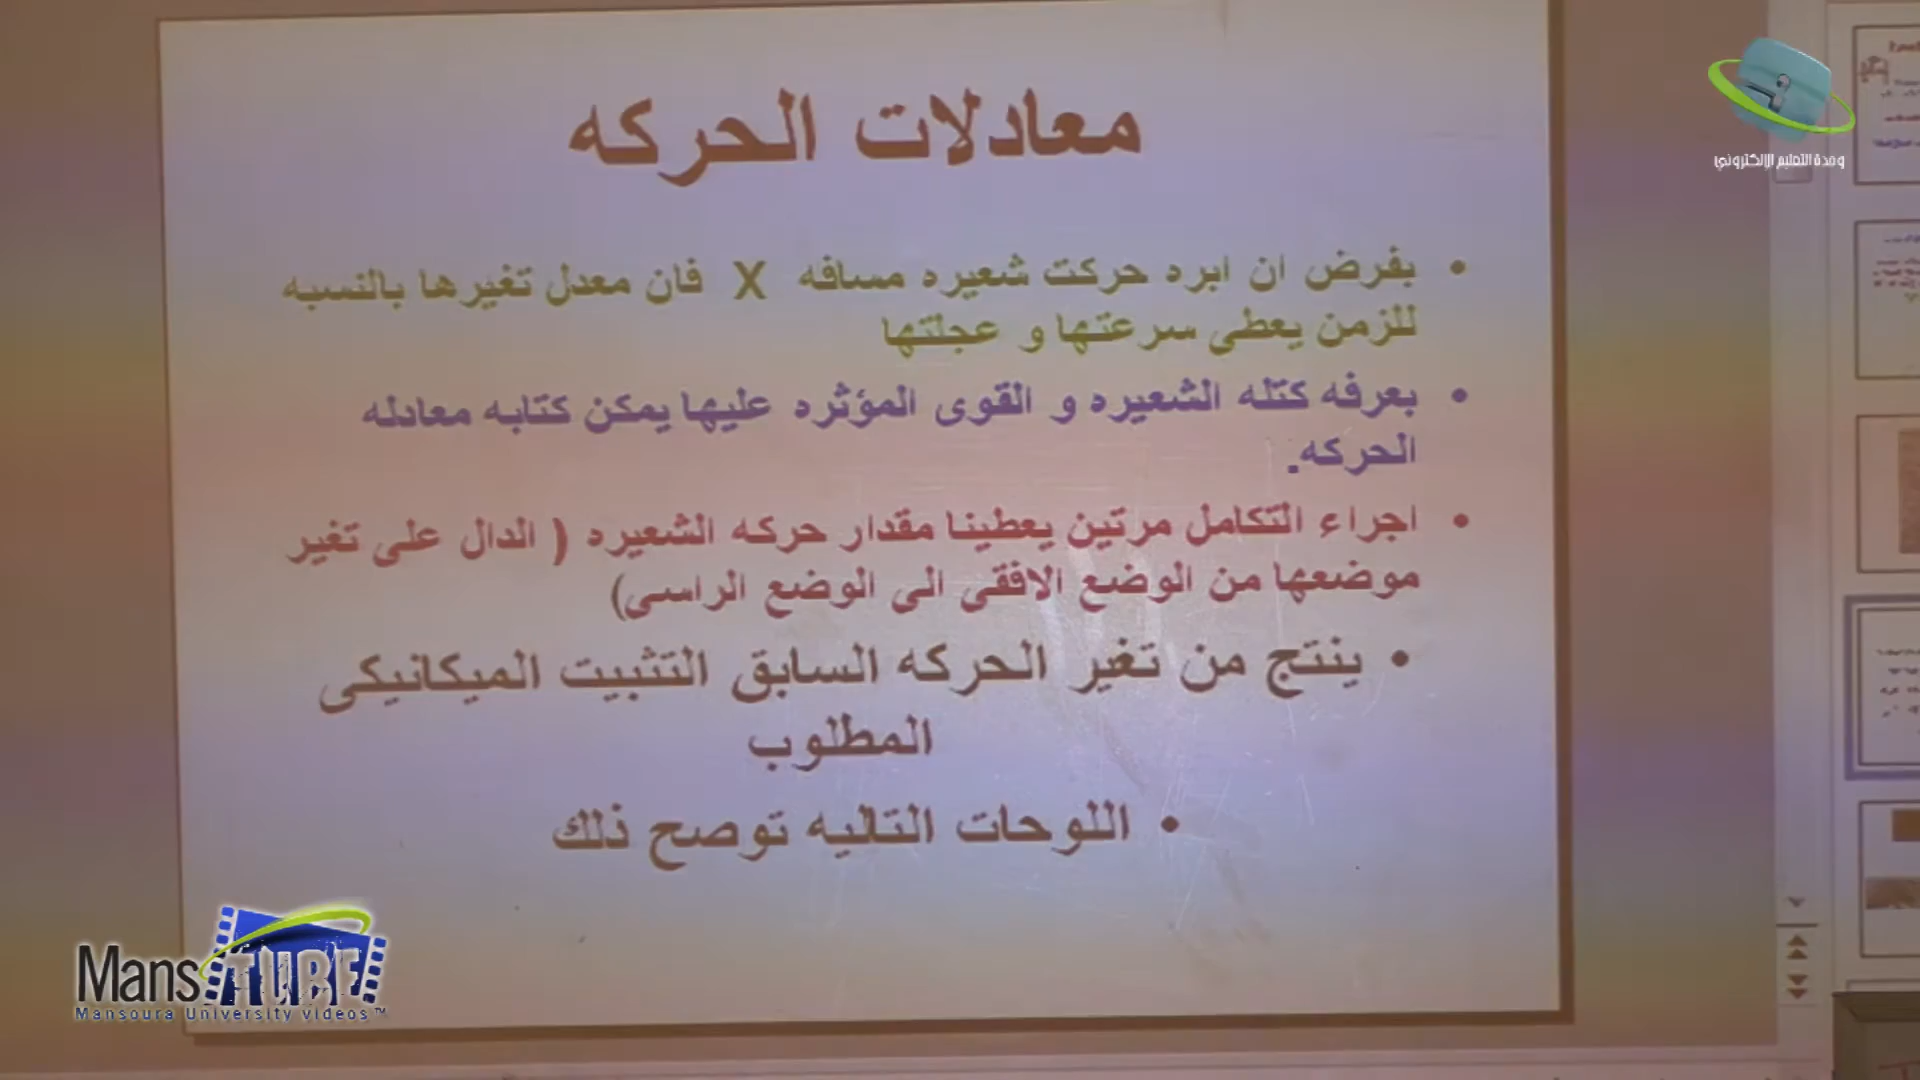 معادلات الحركه
• بفرض ان ابره حركت شعيره مسافه X فان معدل تغيرها بالنسبه
للزمن يعطى سرعتها و عجلتها
• بعرفه كتله الشعيره و القوى المؤثره عليها يمكن كتابه معادله
الحركه.
• اجراء التكامل مرتين يعطينا مقدار حركه الشعيره ( الدال على تغير
موضعها من الوضع الافقى الى الوضع الراسى)
• ينتج من تغير الحركه السابق التثبيت الميكانيكى
المطلوب
• اللوحات التاليه توصح ذلك
وحدة التعليم الإلكتروني
Mans TUBE
Mansoura University videos™